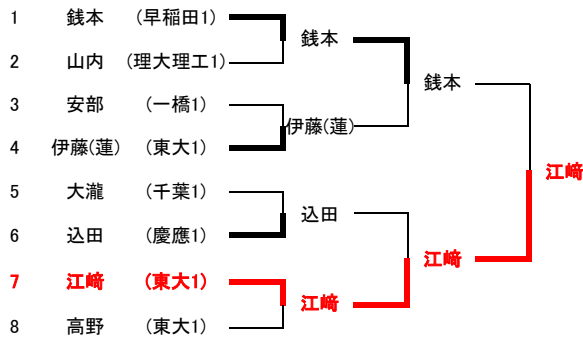 1 銭本 (早稲田1)
銭本
2 山内 (理大理工1)
銭本
3 安部 (一橋1)
伊藤(蓮)
4 伊藤(蓮) (東大1)
江﨑
5 大瀧 (千葉1)
込田
6 込田 (慶應1)
江﨑
7 江﨑 (東大1)
江﨑
8 高野 (東大1)